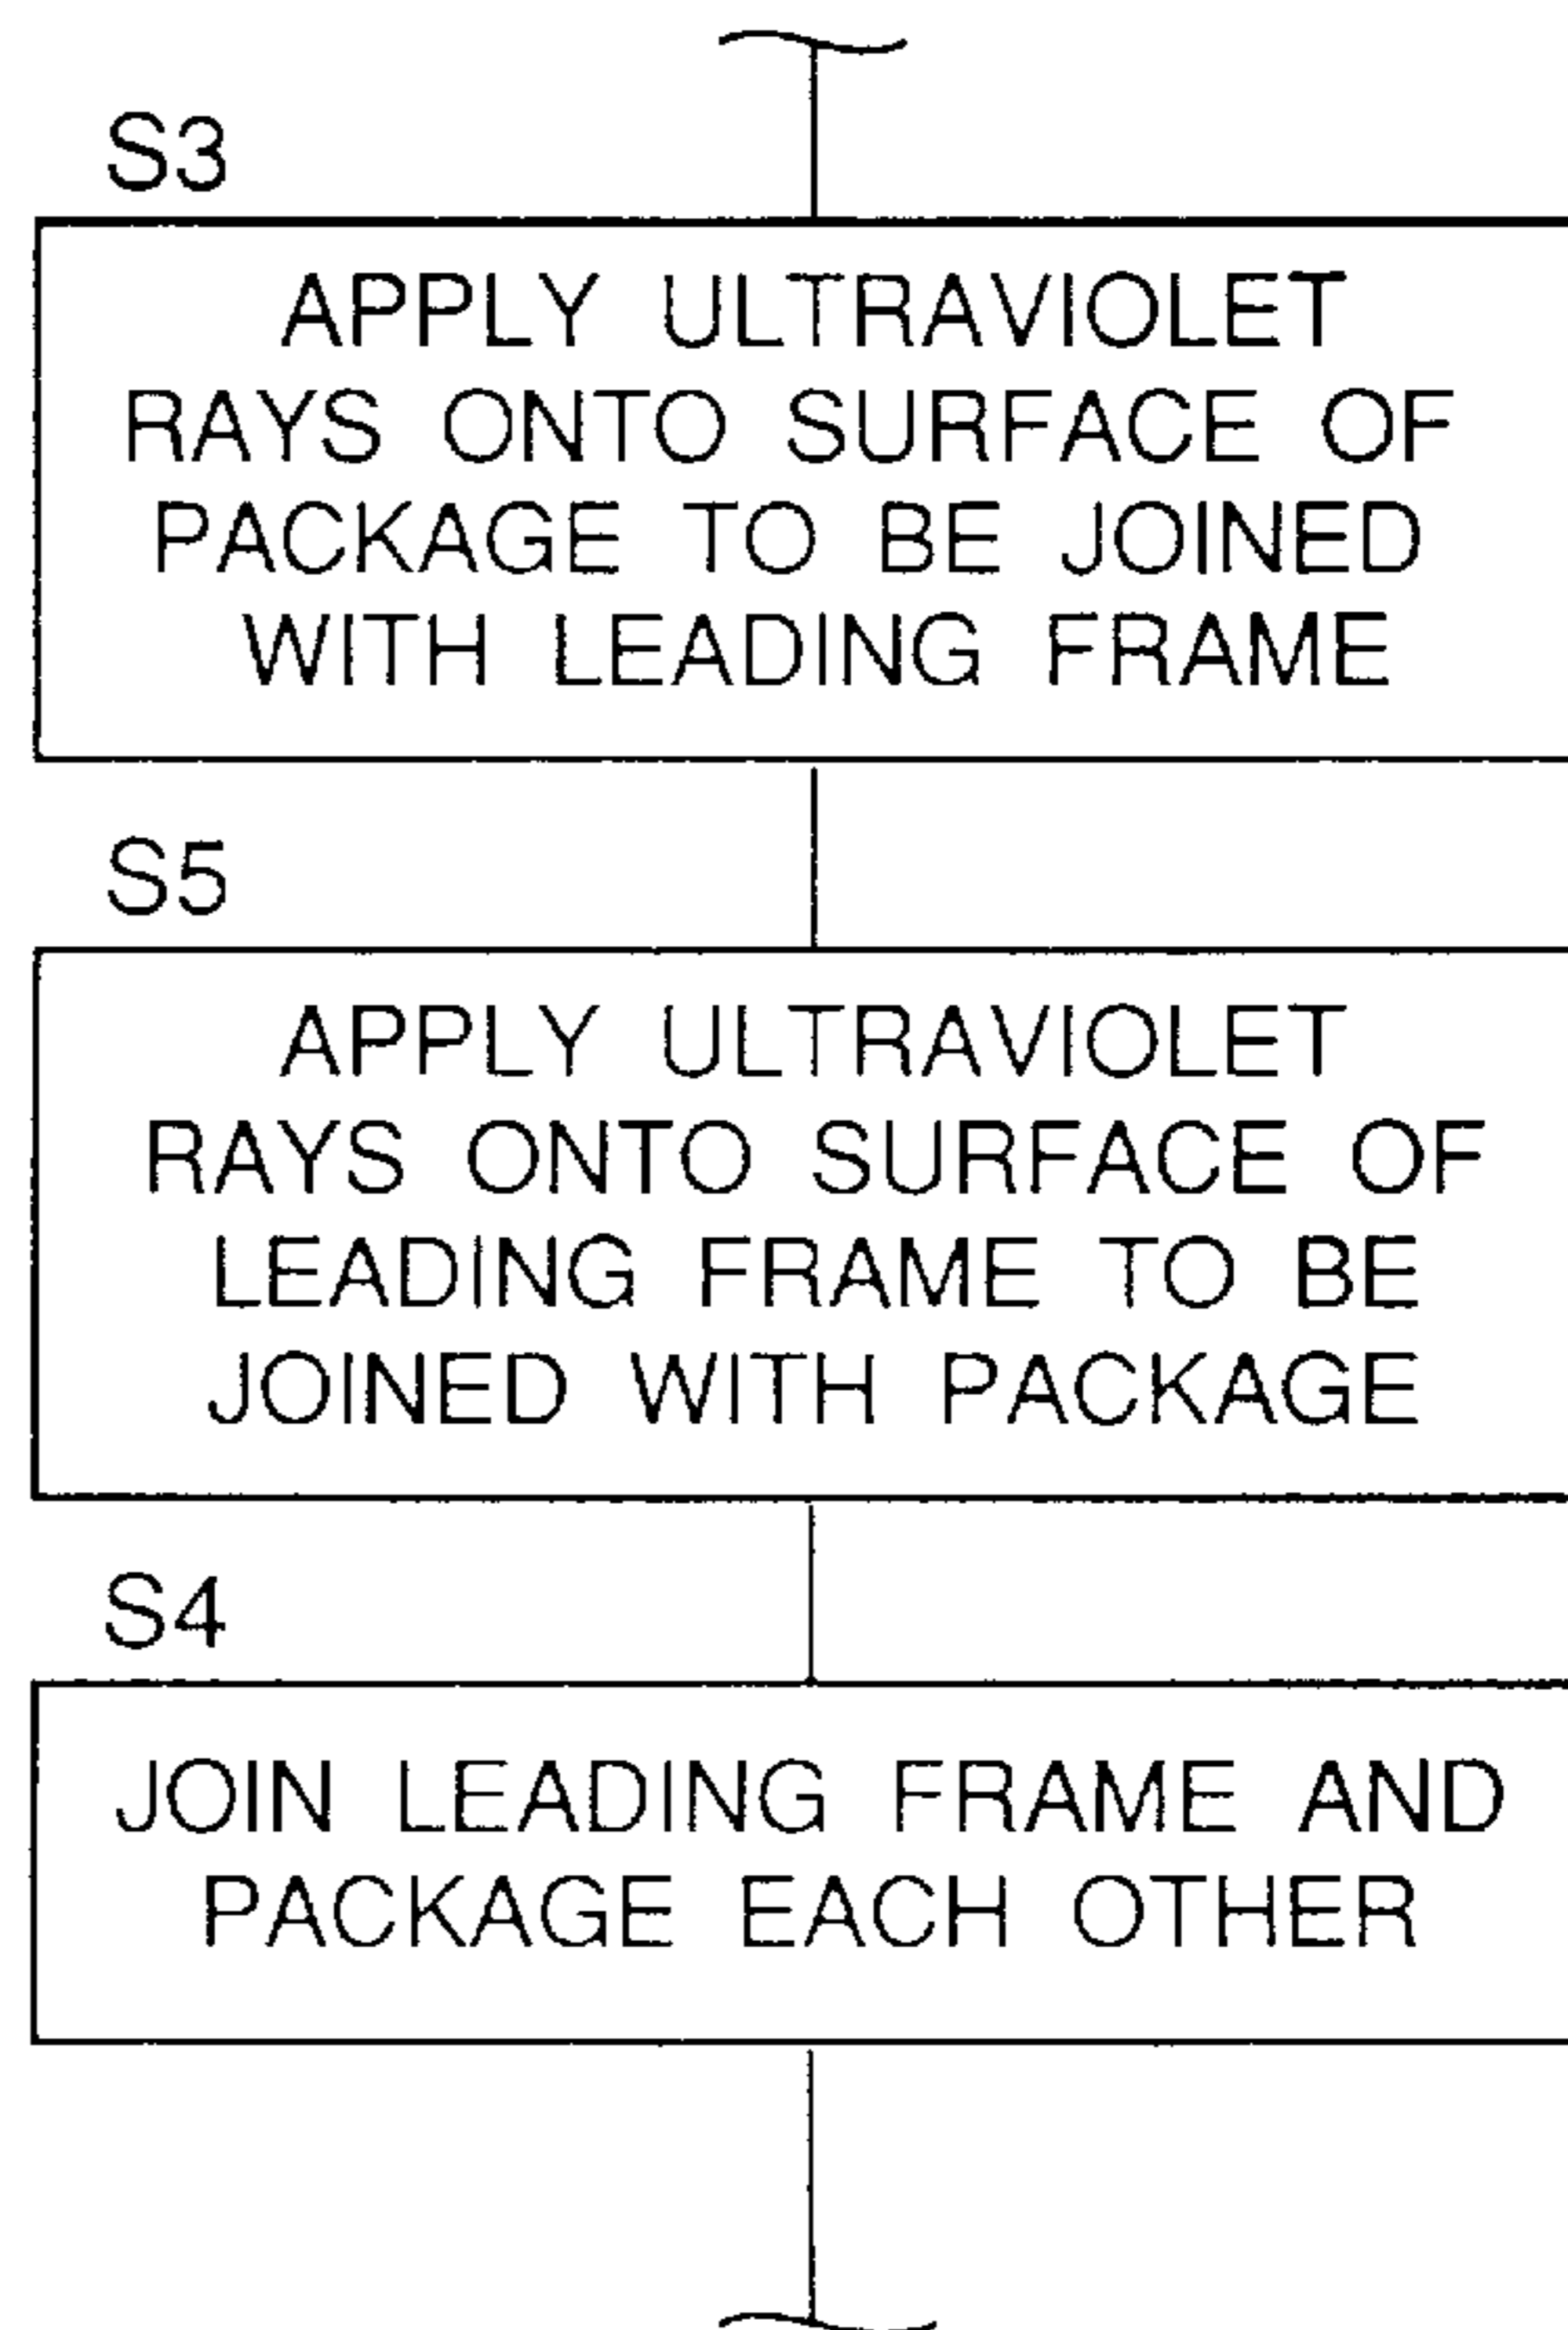 S3
APPLY ULTRAVIOLET
RAYS ONTO SURFACE OF
PACKAGE TO BE JOINED
WITH LEADING FRAME
S5
APPLY ULTRAVIOLET
RAYS ONTO SURFACE OF
LEADING FRAME TO BE
JOINED WITH PACKAGE
S4
JOIN LEADING FRAME AND
PACKAGE EACH OTHER